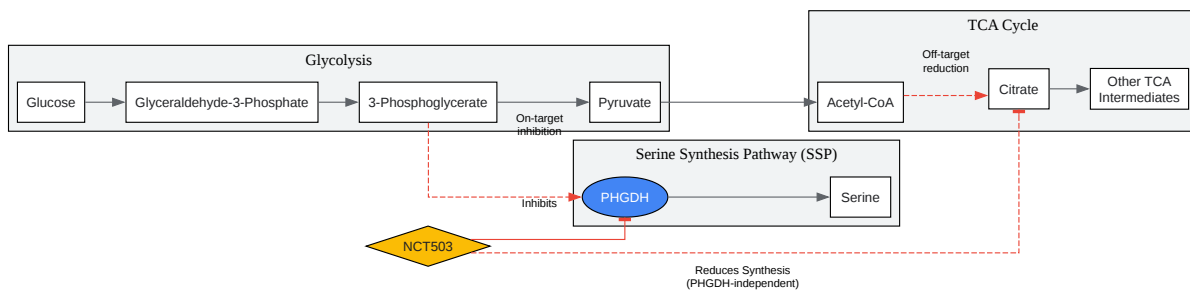 TCA Cycle
Glycolysis
Off-target
reduction
Glucose
Glyceraldehyde-3-Phosphate
3-Phosphoglycerate
Pyruvate
Acetyl-CoA
Citrate
Other TCA
Intermediates
On-target
inhibition
Serine Synthesis Pathway (SSP)
Inhibits
PHGDH
Serine
NCT503
Reduces Synthesis
(PHGDH-independent)